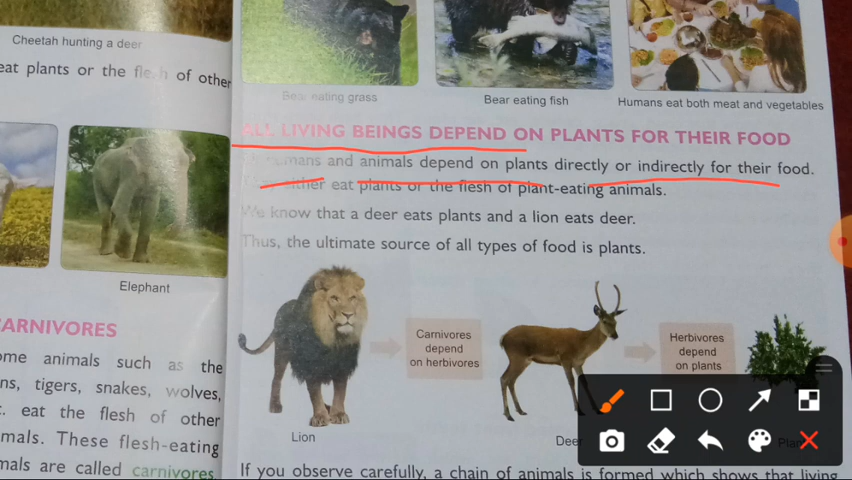 Cheetah hunting a deer
eat plants or the flesh of other
Elephant
CARNIVORES
some animals such as the
tigers, snakes, wolves,
eat the flesh of other
These flesh-eating
are called carnivores.
Bear eating grass
Bear eating fish
Humans eat both meat and vegetables
ALL LIVING BEINGS DEPEND ON PLANTS FOR THEIR FOOD
humans and animals depend on plants directly or indirectly for their food.
either eat plants or the flesh of plant-eating animals.
We know that a deer eats plants and a lion eats deer.
Thus, the ultimate source of all types of food is plants.
Carnivores
depend
on herbivores
Herbivores
depend
on plants
Lion
Deer
If you observe carefully, a chain of animals is formed which shows that living